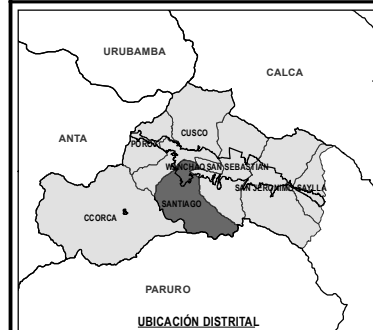 URUBAMBA
CALCA
ANTA
CUSCO
POROY
WANCHAQ SAN SEBASTIAN
SAN JERONIMO SAYLLA
SANTIAGO
CCORCA
PARURO
UBICACIÓN DISTRITAL